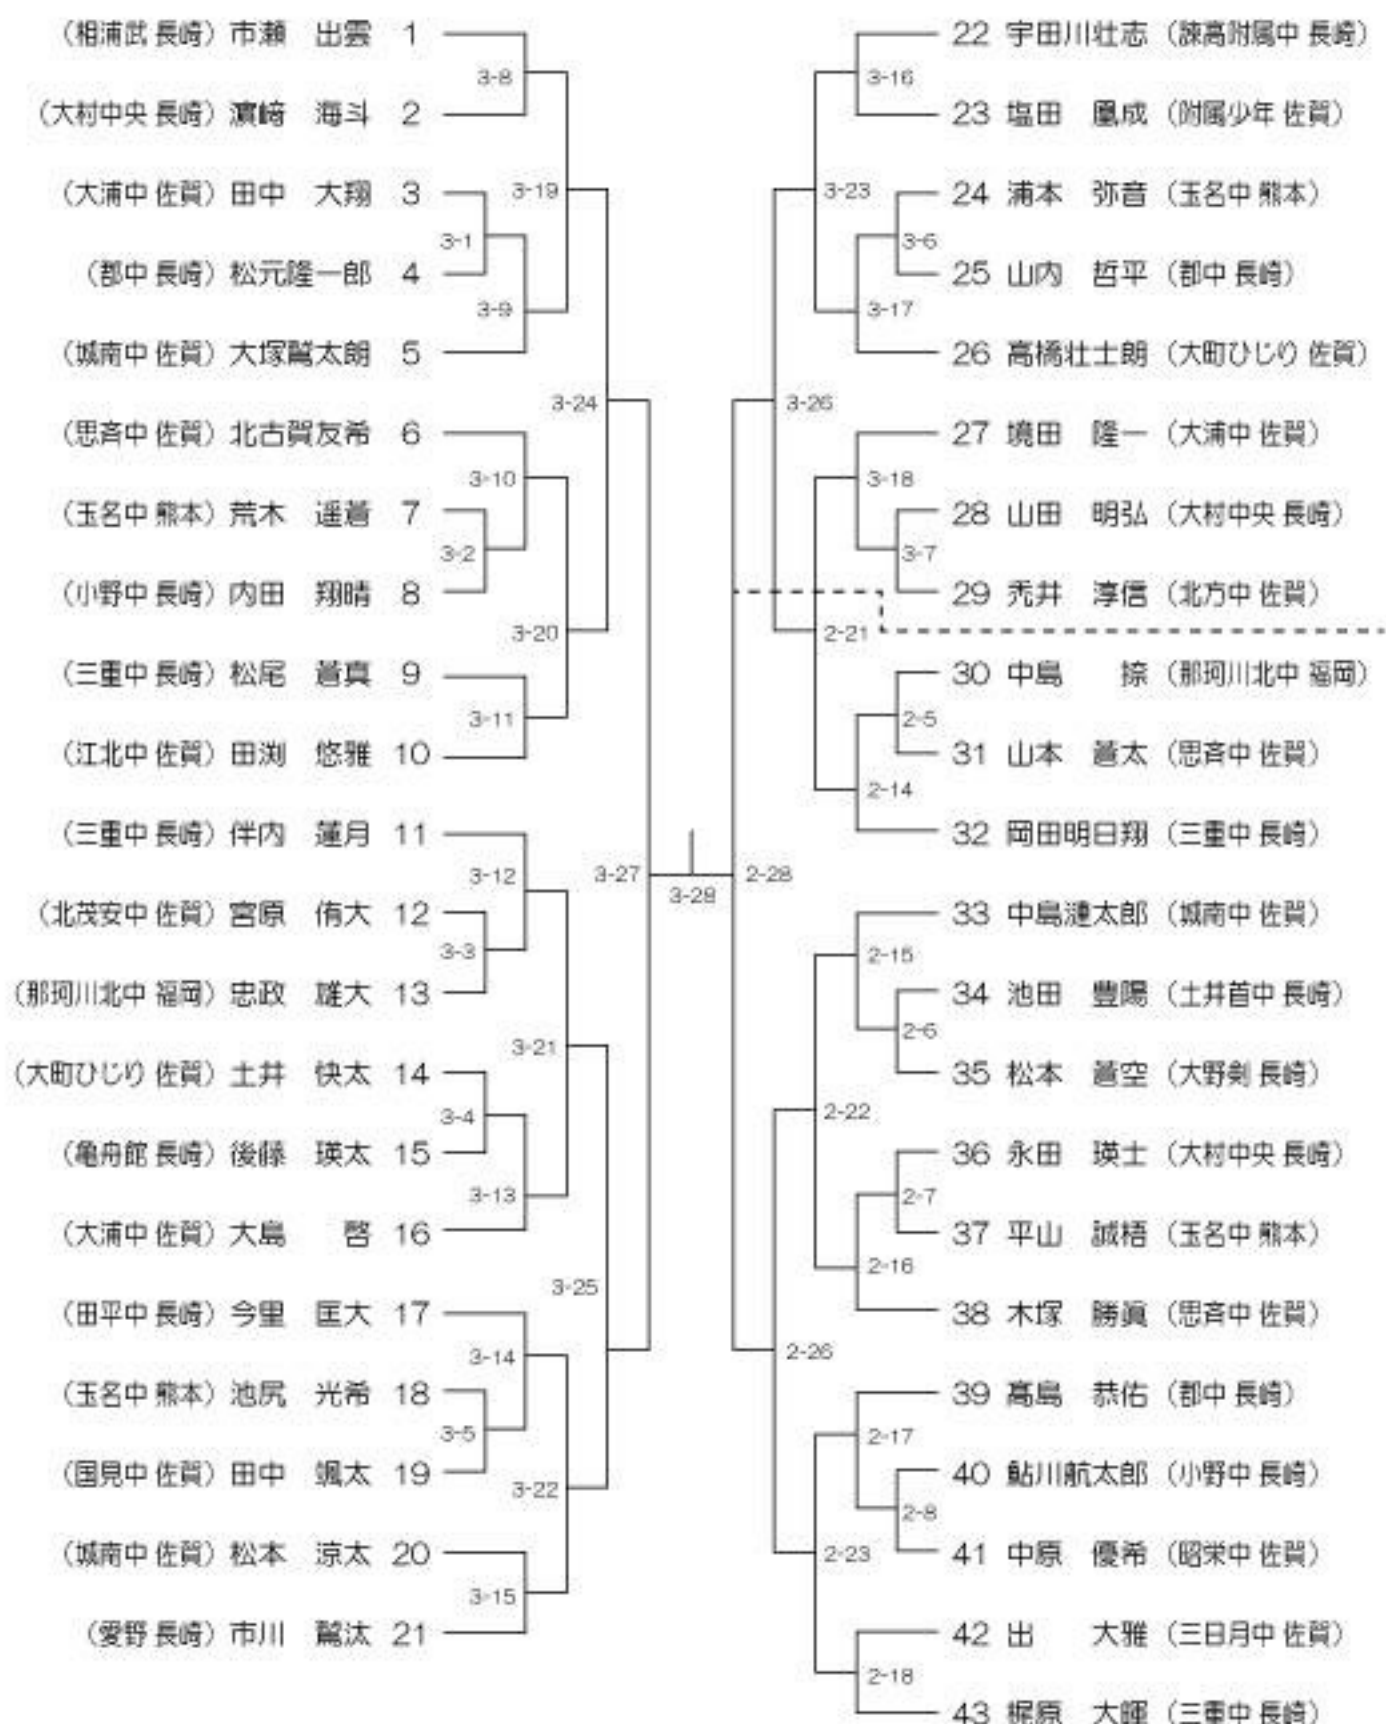 (相浦武 長崎) 市瀬 出雲 1
3-8
(大村中央 長崎) 濵﨑 海斗 2
3-19
(大浦中 佐賀) 田中 大翔 3
3-1
(郡中 長崎) 松元隆一郎 4
3-9
(城南中 佐賀) 大塚鷲太朗 5
3-24
(思斉中 佐賀) 北古賀友希 6
3-10
(玉名中 熊本) 荒木 遥蒼 7
3-2
(小野中 長崎) 内田 翔晴 8
3-20
(三重中 長崎) 松尾 蒼真 9
3-11
(江北中 佐賀) 田渕 悠雅 10
(三重中 長崎) 伴内 蓮月 11
3-12
3-27
(北茂安中 佐賀) 宮原 侑大 12
3-3
(那珂川北中 福岡) 忠政 雄大 13
3-21
(大町ひじり 佐賀) 土井 快太 14
3-4
(亀舟館 長崎) 後藤 瑛太 15
3-13
(大浦中 佐賀) 大島 啓 16
3-25
(田平中 長崎) 今里 匡大 17
3-14
(玉名中 熊本) 池尻 光希 18
3-5
(国見中 佐賀) 田中 颯太 19
3-22
(城南中 佐賀) 松本 涼太 20
3-15
(愛野 長崎) 市川 鷲汰 21
3-28
22 宇田川壮志 (諫高附属中 長崎)
3-16
23 塩田 凰成 (附属少年 佐賀)
3-23
24 浦本 弥音 (玉名中 熊本)
3-6
25 山内 哲平 (郡中 長崎)
3-17
26 髙橋壮士朗 (大町ひじり 佐賀)
3-26
27 境田 隆一 (大浦中 佐賀)
3-18
28 山田 明弘 (大村中央 長崎)
3-7
29 禿井 淳信 (北方中 佐賀)
2-21
30 中島 捺 (那珂川北中 福岡)
2-5
31 山本 蒼太 (思斉中 佐賀)
2-14
32 岡田明日翔 (三重中 長崎)
2-28
33 中島漣太郎 (城南中 佐賀)
2-15
34 池田 豊陽 (土井首中 長崎)
2-6
35 松本 蒼空 (大野剣 長崎)
2-22
36 永田 瑛士 (大村中央 長崎)
2-7
37 平山 誠梧 (玉名中 熊本)
2-16
38 木塚 勝眞 (思斉中 佐賀)
2-26
39 髙島 恭佑 (郡中 長崎)
2-17
40 鮎川航太郎 (小野中 長崎)
2-8
41 中原 優希 (昭栄中 佐賀)
2-23
42 出 大雅 (三日月中 佐賀)
2-18
43 梶原 大暉 (三重中 長崎)